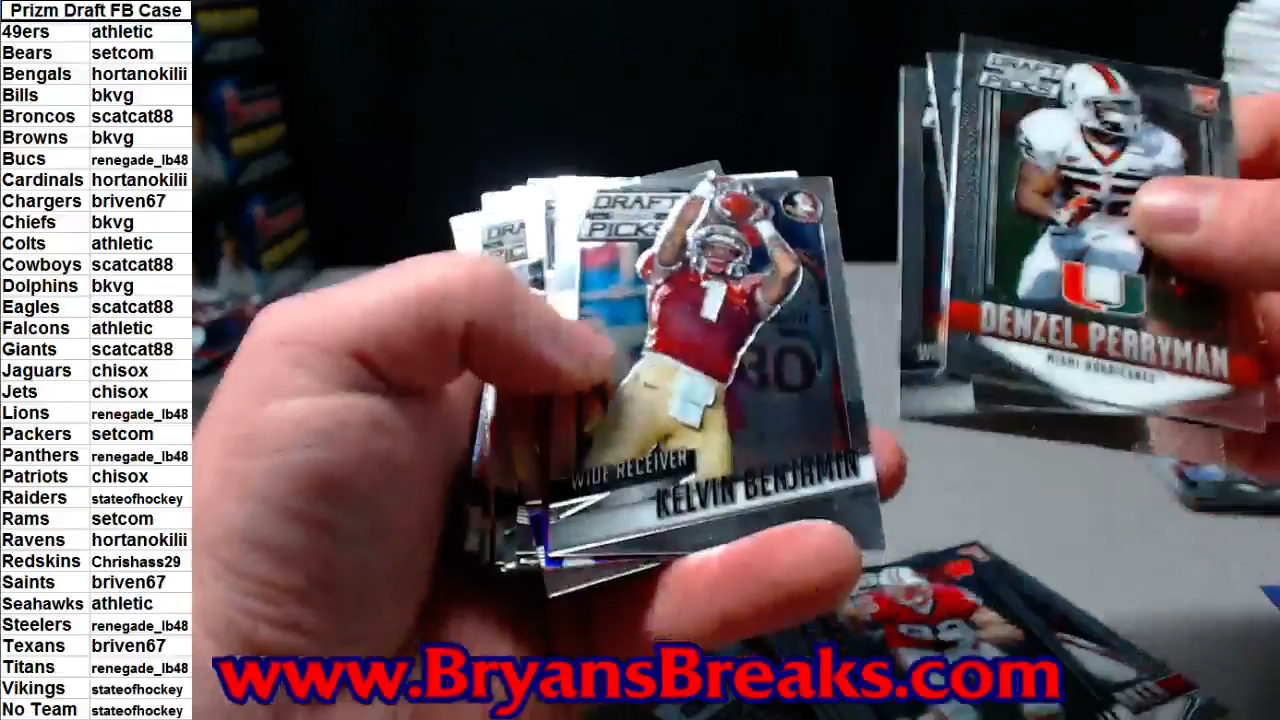 Prizm Draft FB Case
49ers athletic
Bears setcom
Bengals hortanokilii
Bills bkvg
Broncos scatcat88
Browns bkvg
Bucs renegade_lb48
Cardinals hortanokilii
Chargers briven67
Chiefs bkvg
Colts athletic
Cowboys scatcat88
Dolphins bkvg
Eagles scatcat88
Falcons athletic
Giants scatcat88
Jaguars chisox
Jets chisox
Lions renegade_lb48
Packers setcom
Panthers renegade_lb48
Patriots chisox
Raiders stateofhockey
Rams setcom
Ravens hortanokilii
Redskins Chrishass29
Saints briven67
Seahawks athletic
Steelers renegade_lb48
Texans briven67
Titans renegade_lb48
Vikings stateofhockey
No Team stateofhockey
DRAFT
PICKS
1
WIDE RECEIVER
KELVIN BENJAMIN
DRAFT
PICKS
U
DENZEL PERRYMAN
MIAMI HURRICANES
www.BryansBreaks.com